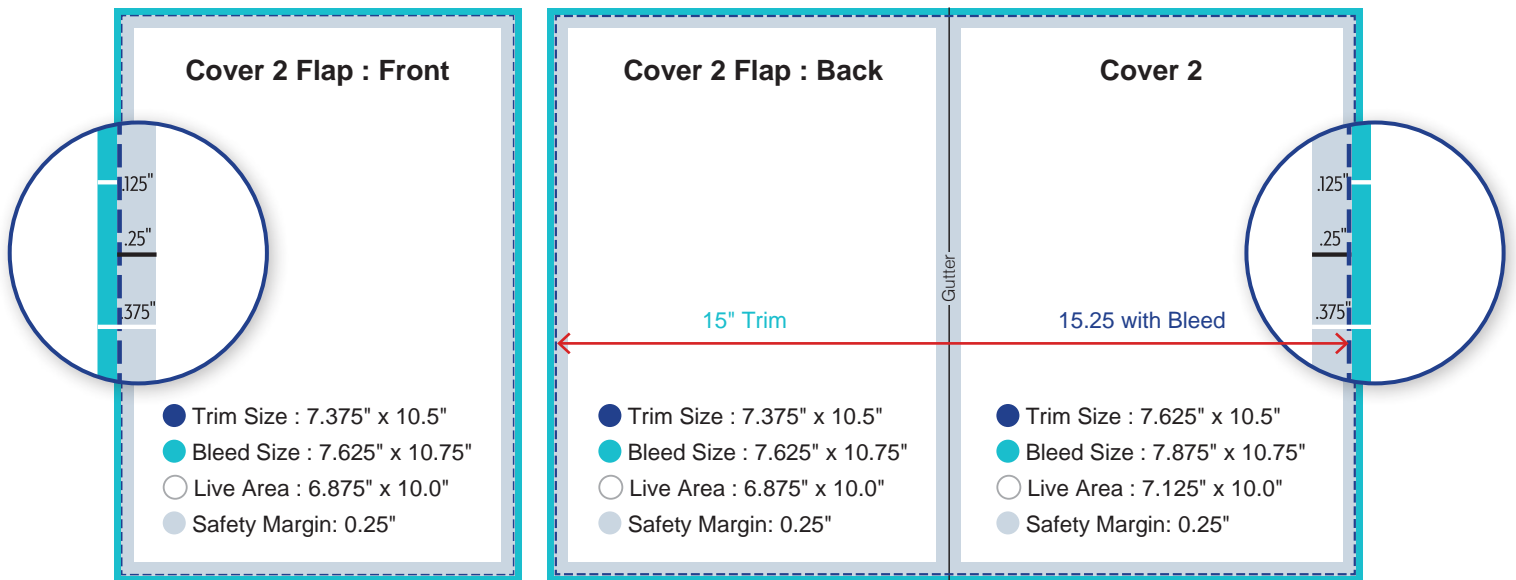 Cover 2 Flap : Front
.125"
.25"
.375"
Trim Size : 7.375" x 10.5"
Bleed Size : 7.625" x 10.75"
Live Area : 6.875" x 10.0"
Safety Margin: 0.25"
Cover 2 Flap : Back
Cover 2
Gutter
15" Trim
15.25 with Bleed
.125"
.25"
.375"
Trim Size : 7.375" x 10.5"
Bleed Size : 7.625" x 10.75"
Live Area : 6.875" x 10.0"
Safety Margin: 0.25"
Trim Size : 7.625" x 10.5"
Bleed Size : 7.875" x 10.75"
Live Area : 7.125" x 10.0"
Safety Margin: 0.25"